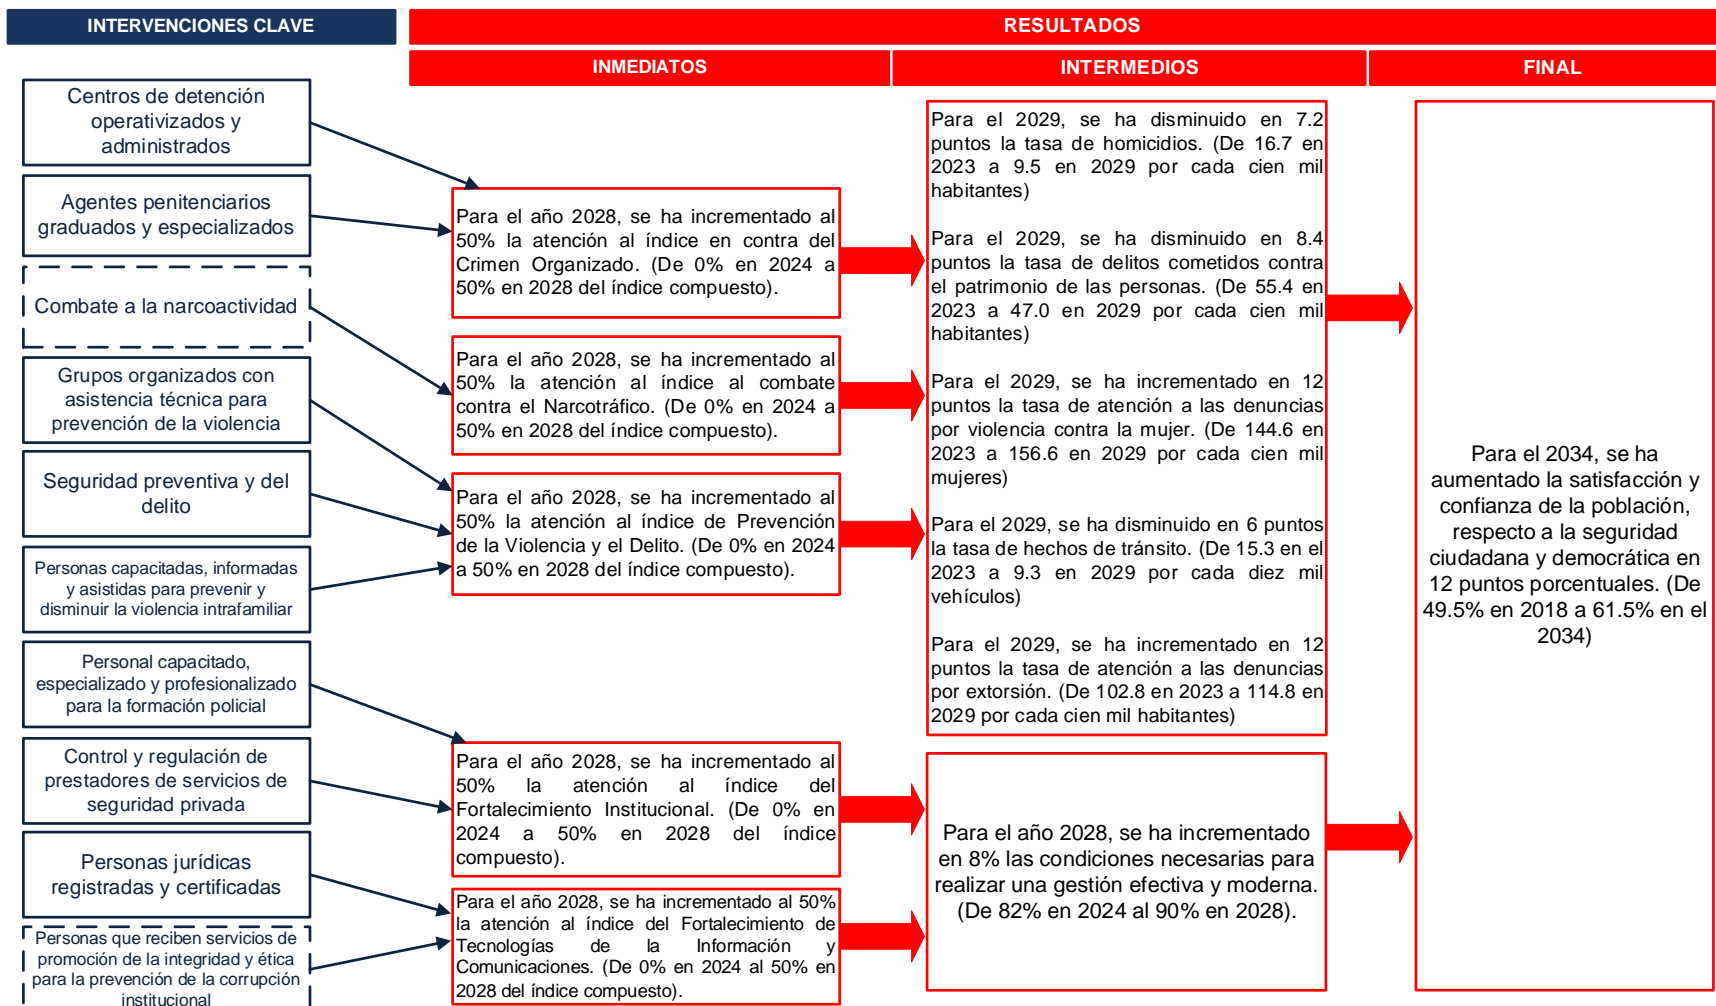 INTERVENCIONES CLAVE
RESULTADOS
INMEDIATOS
INTERMEDIOS
FINAL
Centros de detención
operativizados y
administrados
Agentes penitenciarios
graduados y especializados
Combate a la narcoactividad
Grupos organizados con
asistencia técnica para
prevención de la violencia
Seguridad preventiva y del
delito
Personas capacitadas, informadas
y asistidas para prevenir y
disminuir la violencia intrafamiliar
Personal capacitado,
especializado y profesionalizado
para la formación policial
Control y regulación de
prestadores de servicios de
seguridad privada
Personas jurídicas
registradas y certificadas
Personas que reciben servicios de
promoción de la integridad y ética
para la prevención de la corrupción
institucional
Para el año 2028, se ha incrementado al
50% la atención al índice en contra del
Crimen Organizado. (De 0% en 2024 a
50% en 2028 del índice compuesto).
Para el año 2028, se ha incrementado al
50% la atención al índice al combate
contra el Narcotráfico. (De 0% en 2024 a
50% en 2028 del índice compuesto).
Para el año 2028, se ha incrementado al
50% la atención al índice de Prevención
de la Violencia y el Delito. (De 0% en 2024
a 50% en 2028 del índice compuesto).
Para el año 2028, se ha incrementado al
50% la atención al índice del
Fortalecimiento Institucional. (De 0% en
2024 a 50% en 2028 del índice
compuesto).
Para el año 2028, se ha incrementado al 50%
la atención al índice del Fortalecimiento de
Tecnologías de la Información y
Comunicaciones. (De 0% en 2024 al 50% en
2028 del índice compuesto).
Para el 2029, se ha disminuido en 7.2
puntos la tasa de homicidios. (De 16.7 en
2023 a 9.5 en 2029 por cada cien mil
habitantes)
Para el 2029, se ha disminuido en 8.4
puntos la tasa de delitos cometidos contra
el patrimonio de las personas. (De 55.4 en
2023 a 47.0 en 2029 por cada cien mil
habitantes)
Para el 2029, se ha incrementado en 12
puntos la tasa de atención a las denuncias
por violencia contra la mujer. (De 144.6 en
2023 a 156.6 en 2029 por cada cien mil
mujeres)
Para el 2029, se ha disminuido en 6 puntos
la tasa de hechos de tránsito. (De 15.3 en el
2023 a 9.3 en 2029 por cada diez mil
vehículos)
Para el 2029, se ha incrementado en 12
puntos la tasa de atención a las denuncias
por extorsión. (De 102.8 en 2023 a 114.8 en
2029 por cada cien mil habitantes)
Para el año 2028, se ha incrementado
en 8% las condiciones necesarias para
realizar una gestión efectiva y moderna.
(De 82% en 2024 al 90% en 2028).
Para el 2034, se ha
aumentado la satisfacción y
confianza de la población,
respecto a la seguridad
ciudadana y democrática en
12 puntos porcentuales. (De
49.5% en 2018 a 61.5% en el
2034)